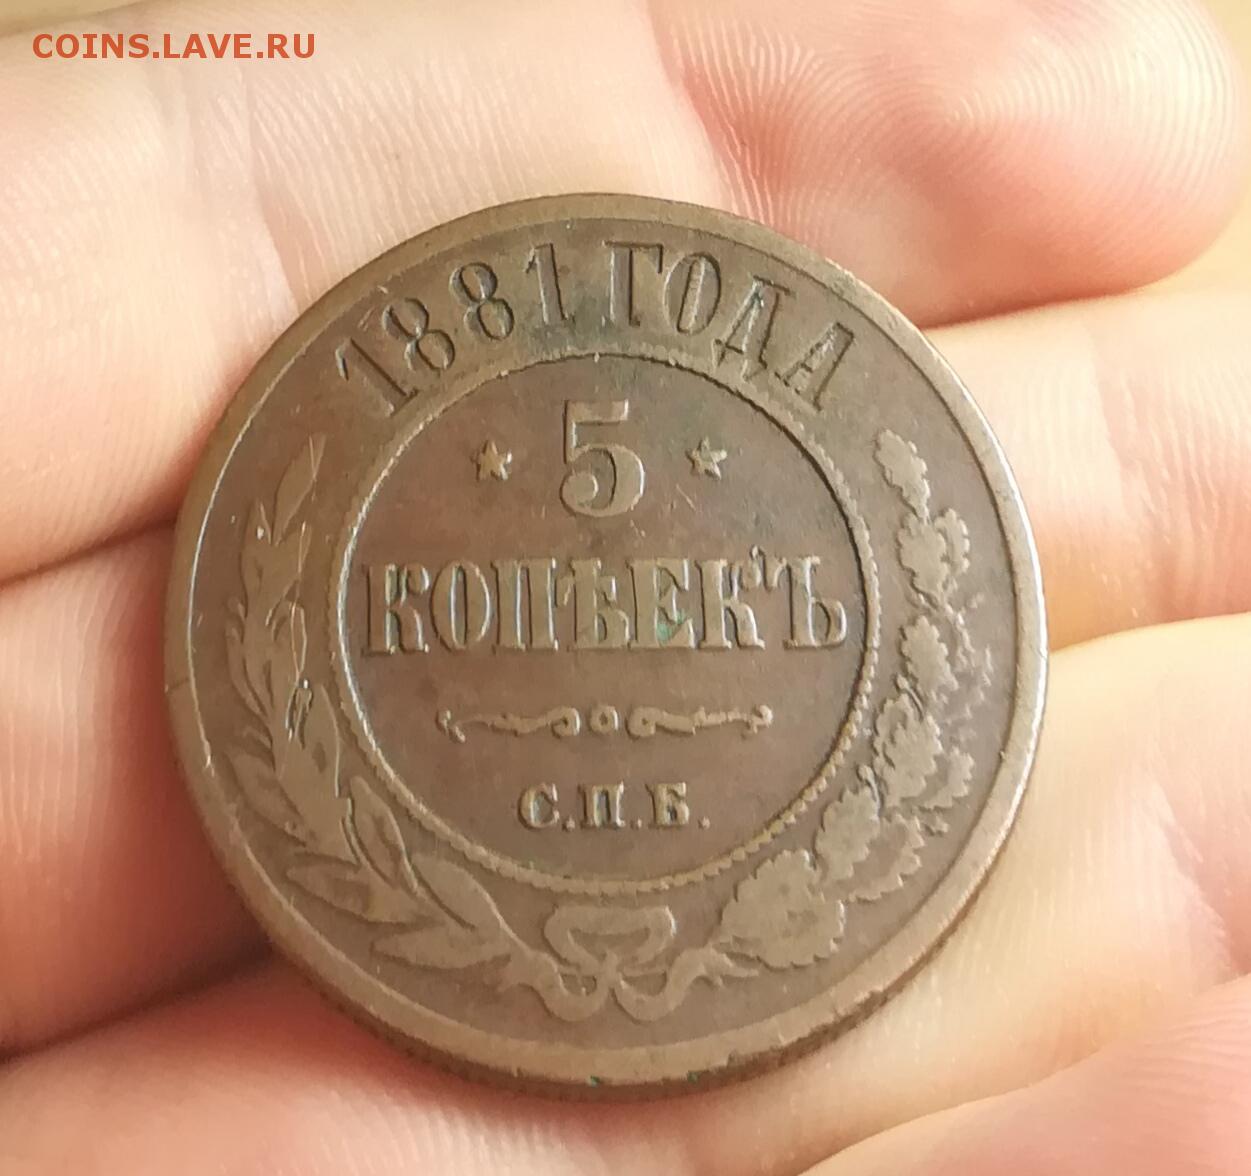 COINS.LAVE.RU
1881 ГОДА
5
КОПѢЕКЪ
С.П.Б.